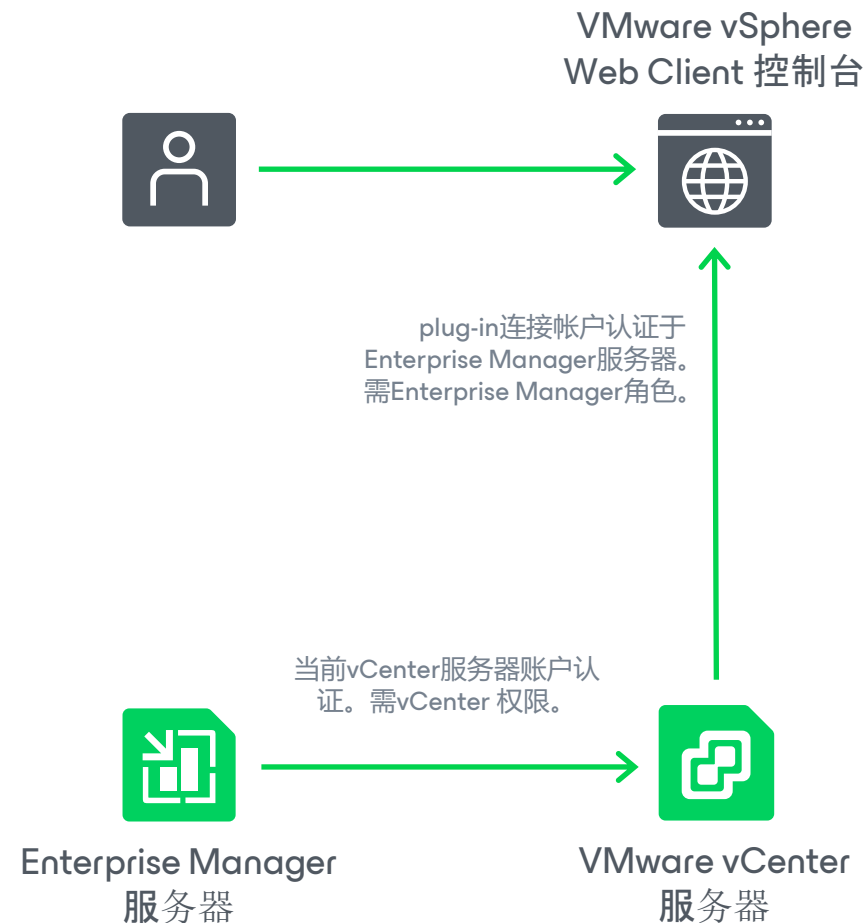 VMware vSphere
Web Client 控制台
plug-in连接帐户认证于
Enterprise Manager服务器。
需Enterprise Manager角色。
当前vCenter服务器账户认
证。需vCenter 权限。
Enterprise Manager
服务器
VMware vCenter
服务器